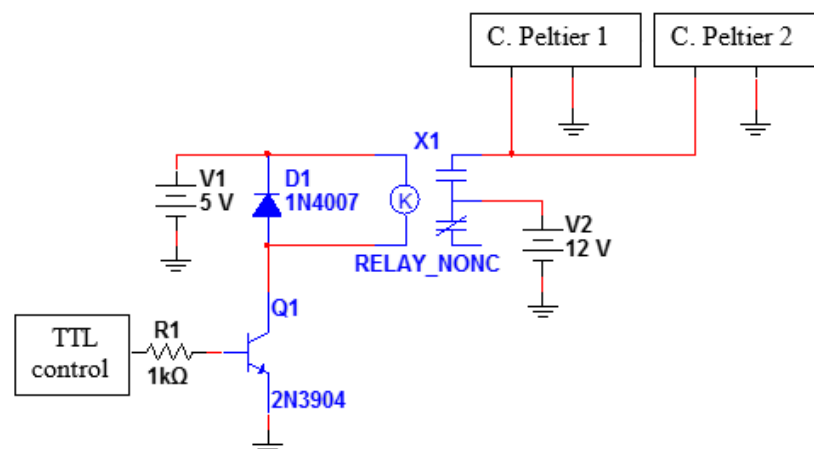 C. Peltier 1
C. Peltier 2
X1
V1
5 V
D1
1N4007
K
V2
12 V
RELAY_NONC
Q1
TTL
control
R1
1kΩ
2N3904